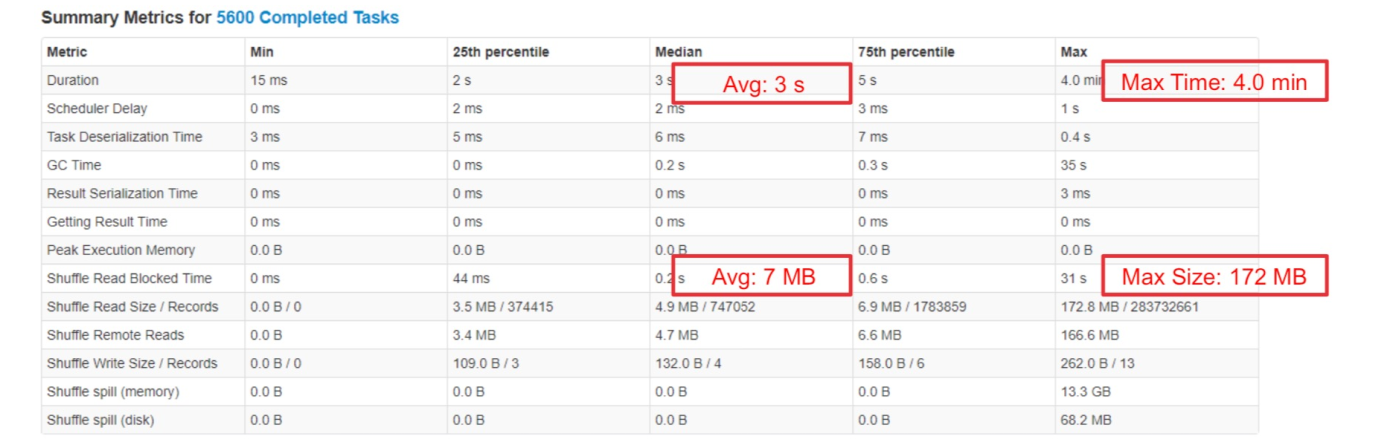 Summary Metrics for 5600 Completed Tasks
Metric Min 25th percentile Median 75th percentile Max
Duration 15 ms 2 s 3 s Avg: 3 s 5 s 4.0 min Max Time: 4.0 min
Scheduler Delay 0 ms 2 ms 2 ms 3 ms 1 s
Task Deserialization Time 3 ms 5 ms 6 ms 7 ms 0.4 s
GC Time 0 ms 0 ms 0.2 s 0.3 s 35 s
Result Serialization Time 0 ms 0 ms 0 ms 0 ms 3 ms
Getting Result Time 0 ms 0 ms 0 ms 0 ms 0 ms
Peak Execution Memory 0.0 B 0.0 B 0.0 B 0.0 B 0.0 B
Shuffle Read Blocked Time 0 ms 44 ms 0.2 s Avg: 7 MB 0.6 s 31 s Max Size: 172 MB
Shuffle Read Size / Records 0.0 B / 0 3.5 MB / 374415 4.9 MB / 747052 6.9 MB / 1783859 172.8 MB / 283732661
Shuffle Remote Reads 0.0 B 3.4 MB 4.7 MB 6.6 MB 166.6 MB
Shuffle Write Size / Records 0.0 B / 0 109.0 B / 3 132.0 B / 4 158.0 B / 6 262.0 B / 13
Shuffle spill (memory) 0.0 B 0.0 B 0.0 B 0.0 B 13.3 GB
Shuffle spill (disk) 0.0 B 0.0 B 0.0 B 0.0 B 68.2 MB